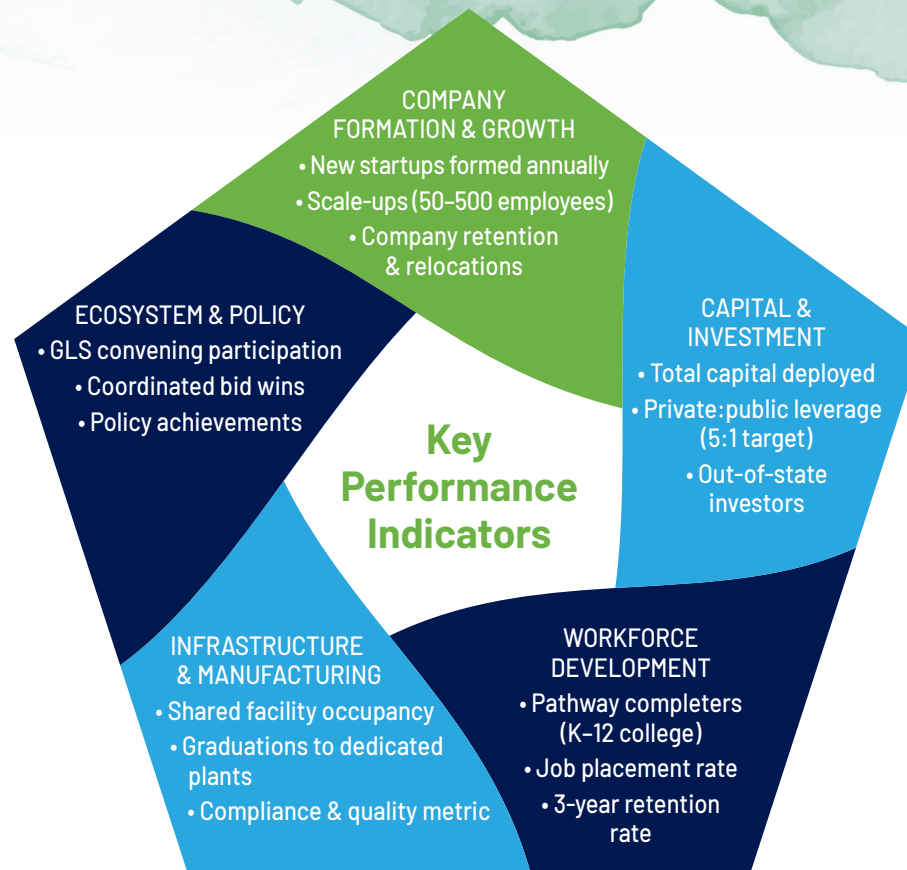 COMPANY
FORMATION & GROWTH
• New startups formed annually
• Scale-ups (50–500 employees)
• Company retention
& relocations
CAPITAL &
INVESTMENT
• Total capital deployed
• Private:public leverage
(5:1 target)
• Out-of-state
investors
WORKFORCE
DEVELOPMENT
• Pathway completers
(K–12 college)
• Job placement rate
• 3-year retention
rate
INFRASTRUCTURE
& MANUFACTURING
• Shared facility occupancy
• Graduations to dedicated
plants
• Compliance & quality metric
ECOSYSTEM & POLICY
• GLS convening participation
• Coordinated bid wins
• Policy achievements
Key
Performance
Indicators